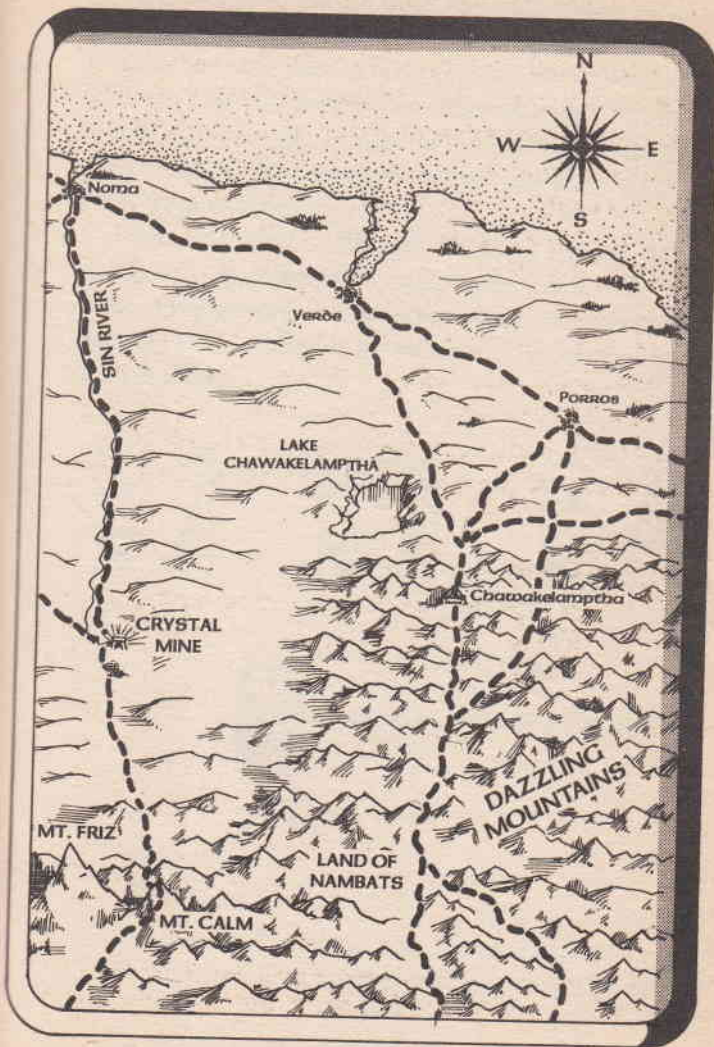 N
W E
S
Noma
SIN RIVER
Verde
Porros
LAKE
CHAWAKELAMPTHA
Chawakelamptha
CRYSTAL
MINE
DAZZLING
MOUNTAINS
MT. FRIZ
LAND OF
NAMBATS
MT. CALM